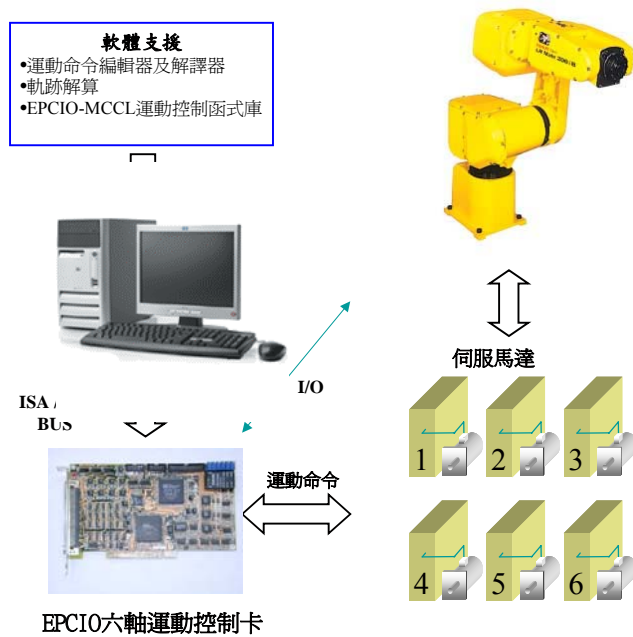 軟體支援
•運動命令編輯器及解譯器
•軌跡解算
•EPCIO-MCCL運動控制函式庫
伺服馬達
I/O
ISA /
BUS
1 2 3
運動命令
4 5 6
EPCIO六軸運動控制卡